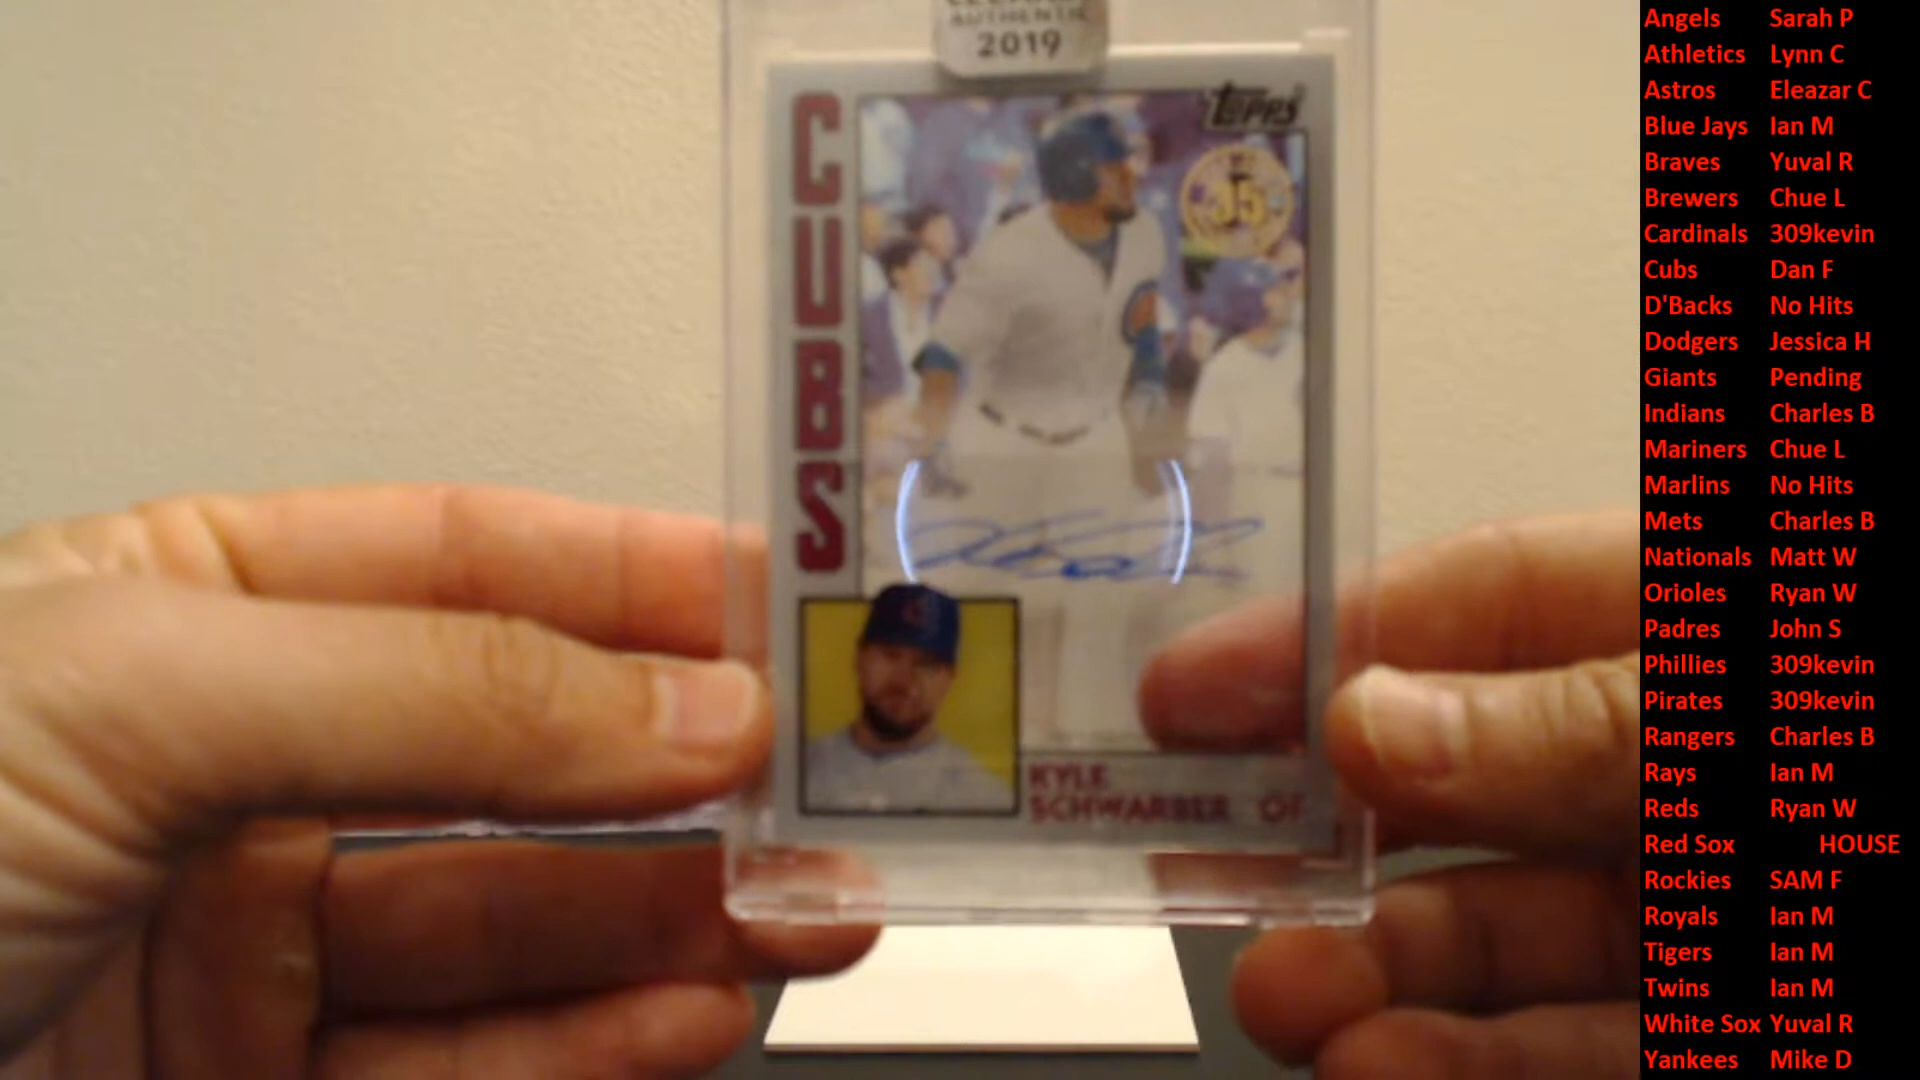 AUTHENTIC
2019
Topps
CUBS
35
KYLE
SCHWARBER OF
Angels Sarah P
Athletics Lynn C
Astros Eleazar C
Blue Jays Ian M
Braves Yuval R
Brewers Chue L
Cardinals 309kevin
Cubs Dan F
D'Backs No Hits
Dodgers Jessica H
Giants Pending
Indians Charles B
Mariners Chue L
Marlins No Hits
Mets Charles B
Nationals Matt W
Orioles Ryan W
Padres John S
Phillies 309kevin
Pirates 309kevin
Rangers Charles B
Rays Ian M
Reds Ryan W
Red Sox HOUSE
Rockies SAM F
Royals Ian M
Tigers Ian M
Twins Ian M
White Sox Yuval R
Yankees Mike D